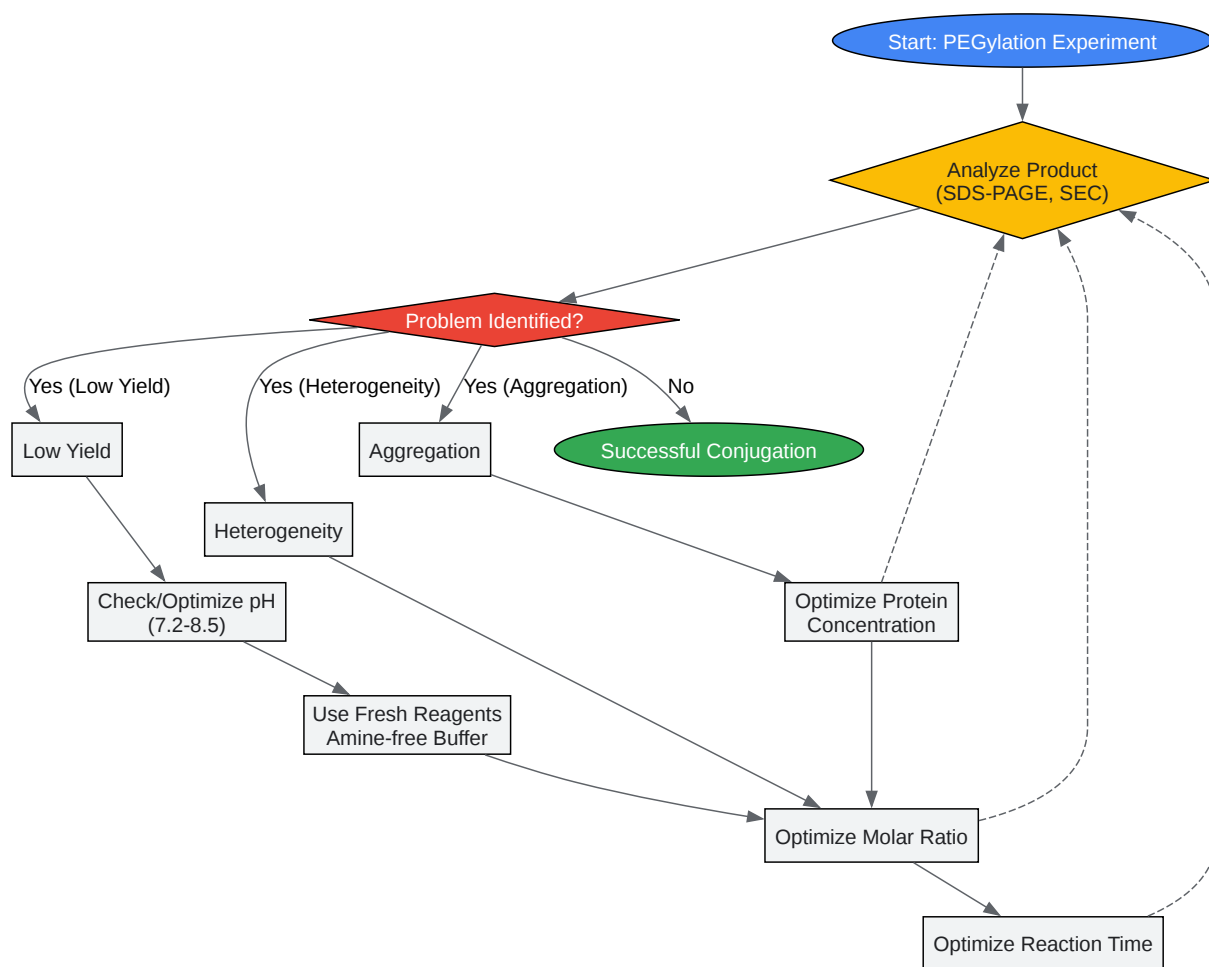 Start: PEGylation Experiment
Analyze Product
(SDS-PAGE, SEC)
Problem Identified?
Yes (Low Yield)
Yes (Heterogeneity)
Yes (Aggregation)
No
Low Yield
Aggregation
Successful Conjugation
Heterogeneity
Check/Optimize pH
(7.2-8.5)
Optimize Protein
Concentration
Use Fresh Reagents
Amine-free Buffer
Optimize Molar Ratio
Optimize Reaction Time